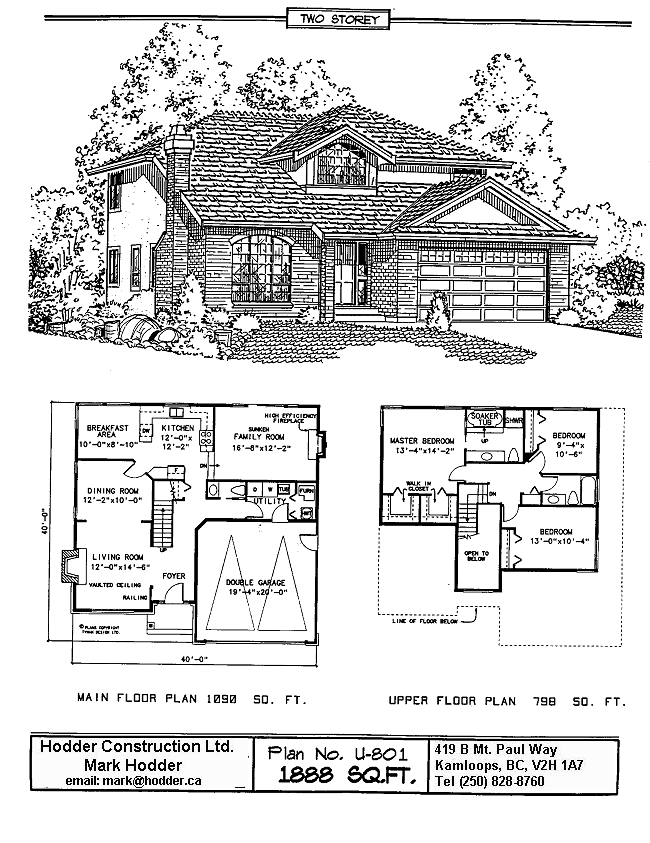 TWO STOREY
BREAKFAST
AREA
10'-0"x8'-10"
DW
KITCHEN
12'-0"x
12'-2"
HIGH EFFICIENCY
FIREPLACE
SUNKEN
FAMILY ROOM
16'-8"x12'-2"
DN
F.
DINING ROOM
12'-2"x10'-0"
D W TUB FURN
UTILITY
HWT
UP
LIVING ROOM
12'-0"x14'-6"
VAULTED CEILING
RAILING
FOYER
DOUBLE GARAGE
19'-4"x20'-0"
© PLANS COPYRIGHT
TYNAN DESIGN LTD.
40'-0"
40'-0"
MAIN FLOOR PLAN 1090 SQ. FT.
SOAKER
TUB
SHWR
UP
MASTER BEDROOM
13'-4"x14'-2"
BEDROOM
9'-4"x
10'-6"
WALK IN
CLOSET
DN
OPEN TO
BELOW
BEDROOM
13'-0"x10'-4"
LINE OF FLOOR BELOW
UPPER FLOOR PLAN 798 SQ. FT.
Hodder Construction Ltd.
Mark Hodder
email: mark@hodder.ca
Plan No. U-801
1888 SQ.FT.
419 B Mt. Paul Way
Kamloops, BC, V2H 1A7
Tel (250) 828-8760